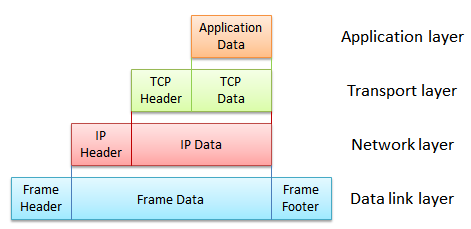 Application
Data
Application layer
TCP
Header
TCP
Data
Transport layer
IP
Header
IP Data
Network layer
Frame
Header
Frame Data
Frame
Footer
Data link layer